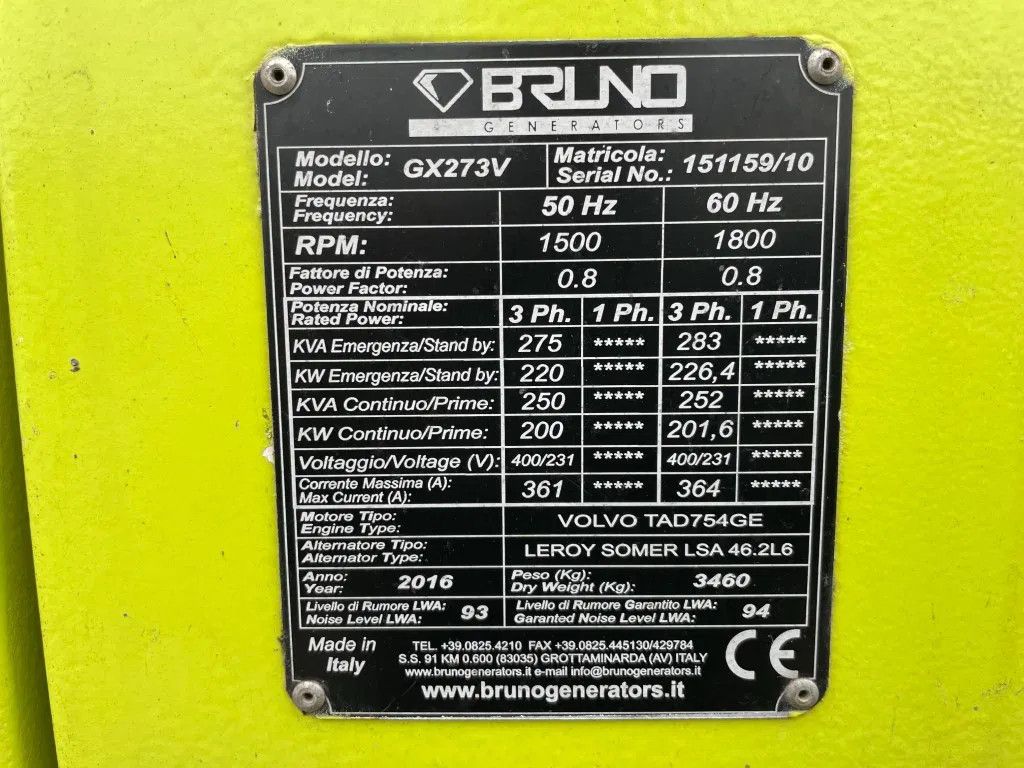 BRUNO
GENERATORS
Modello: GX273V Matricola: 151159/10
Model: Serial No.:
Frequenza: 50 Hz 60 Hz
Frequency:
RPM: 1500 1800
Fattore di Potenza: 0.8 0.8
Power Factor:
Potenza Nominale: 3 Ph. 1 Ph. 3 Ph. 1 Ph.
Rated Power:
KVA Emergenza/Stand by: 275 ***** 283 *****
KW Emergenza/Stand by: 220 ***** 226,4 *****
KVA Continuo/Prime: 250 ***** 252 *****
KW Continuo/Prime: 200 ***** 201,6 *****
Voltaggio/Voltage (V): 400/231 ***** 400/231 *****
Corrente Massima (A): 361 ***** 364 *****
Max Current (A):
Motore Tipo: VOLVO TAD754GE
Engine Type:
Alternatore Tipo: LEROY SOMER LSA 46.2L6
Alternator Type:
Anno: 2016 Peso (Kg): 3460
Year: Dry Weight (Kg):
Livello di Rumore LWA: 93 Livello di Rumore Garantito LWA: 94
Noise Level LWA: Garanted Noise Level LWA:
Made in Italy
TEL. +39.0825.4210 FAX +39.0825.445130/429784
S.S. 91 KM 0.600 (83035) GROTTAMINARDA (AV) ITALY
www.brunogenerators.it e-mail info@brunogenerators.it
www.brunogenerators.it
CE